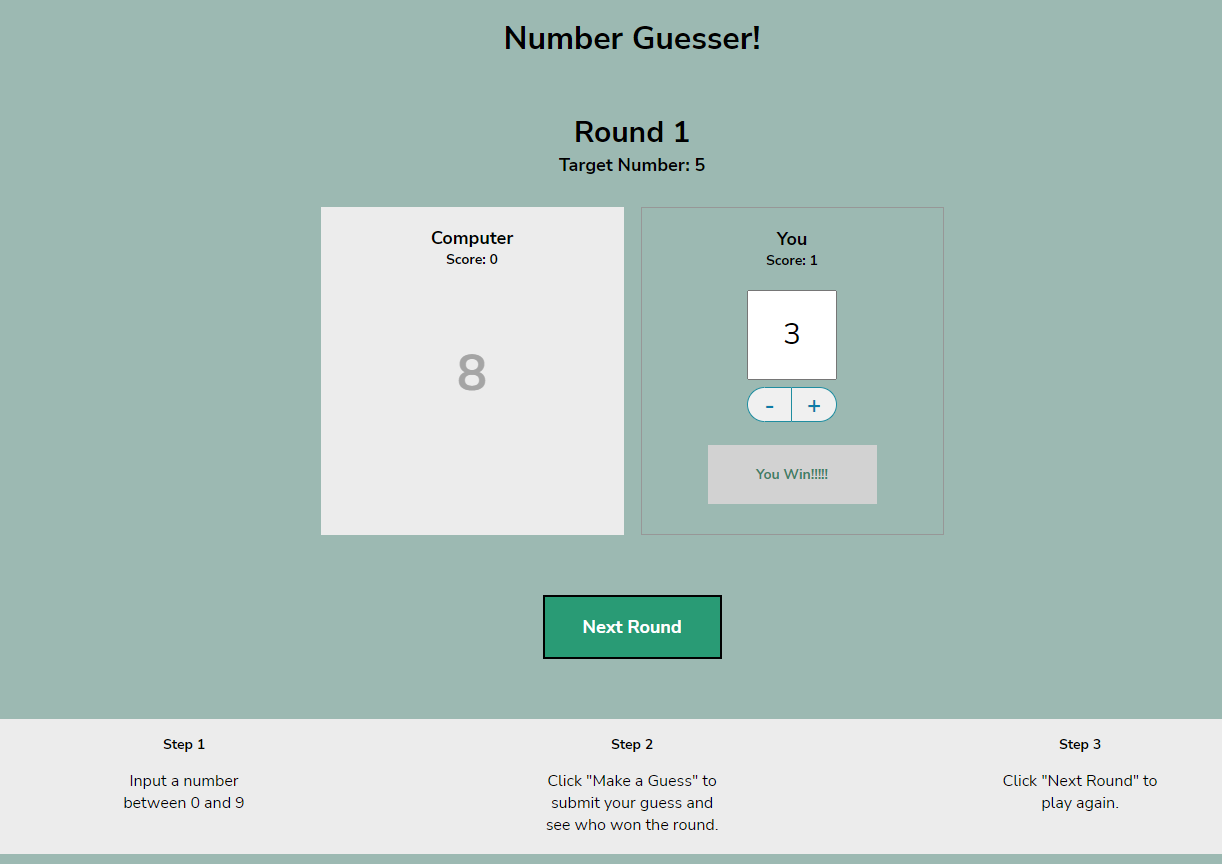 Number Guesser!
Round 1
Target Number: 5
Computer
Score: 0
8
You
Score: 1
3
- +
You Win!!!!!
Next Round
Step 1
Input a number
between 0 and 9
Step 2
Click "Make a Guess" to
submit your guess and
see who won the round.
Step 3
Click "Next Round" to
play again.